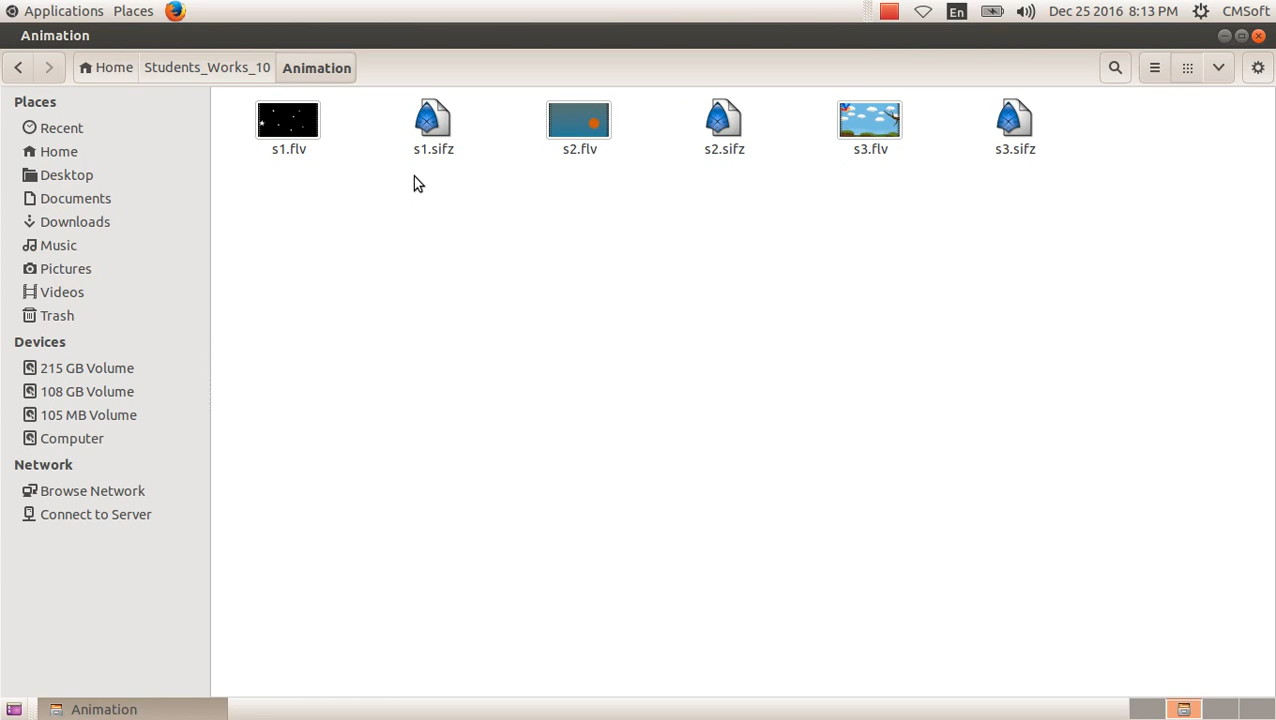 Applications Places En Dec 25 2016 8:13 PM CMSoft
Animation
Home Students_Works_10 Animation
Places
Recent
Home
Desktop
Documents
Downloads
Music
Pictures
Videos
Trash
Devices
215 GB Volume
108 GB Volume
105 MB Volume
Computer
Network
Browse Network
Connect to Server
s1.flv s1.sifz s2.flv s2.sifz s3.flv s3.sifz
Animation